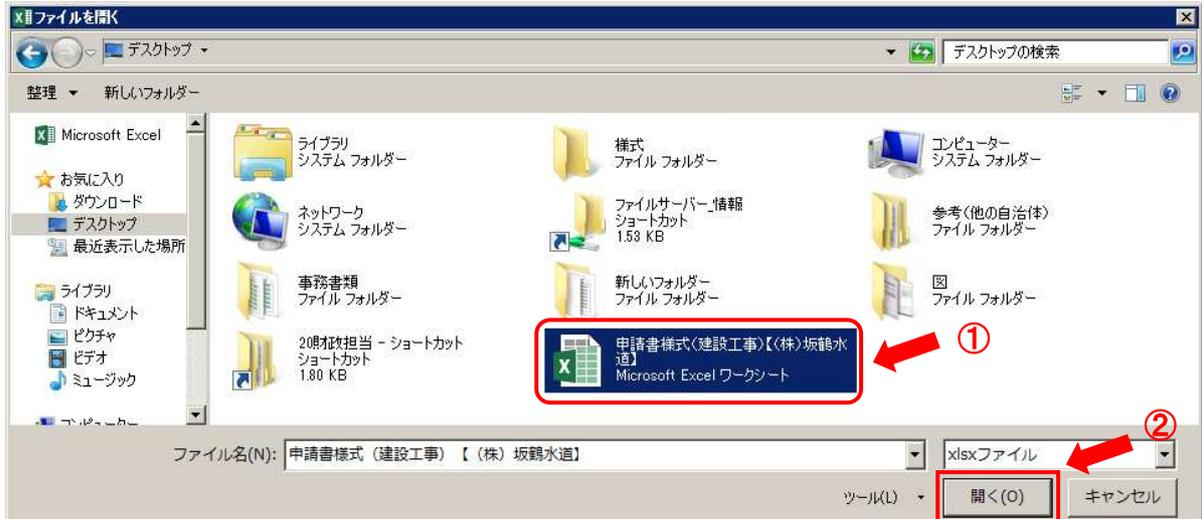 ファイルを開く
デスクトップ
デスクトップの検索
整理
新しいフォルダー
Microsoft Excel
お気に入り
ダウンロード
デスクトップ
最近表示した場所
ライブラリ
ドキュメント
ピクチャ
ビデオ
ミュージック
ライブラリ
システム フォルダー
様式
ファイル フォルダー
コンピューター
システム フォルダー
ネットワーク
システム フォルダー
ファイルサーバー_情報
ショートカット
1.53 KB
参考(他の自治体)
ファイル フォルダー
事務書類
ファイル フォルダー
新しいフォルダー
ファイル フォルダー
図
ファイル フォルダー
20財政担当 - ショートカット
ショートカット
1.80 KB
申請書様式(建設工事)【(株)坂鶴水
道】
Microsoft Excel ワークシート
①
②
ファイル名(N):
申請書様式(建設工事)【(株)坂鶴水道】
xlsxファイル
ツール(L)
開く(O)
キャンセル